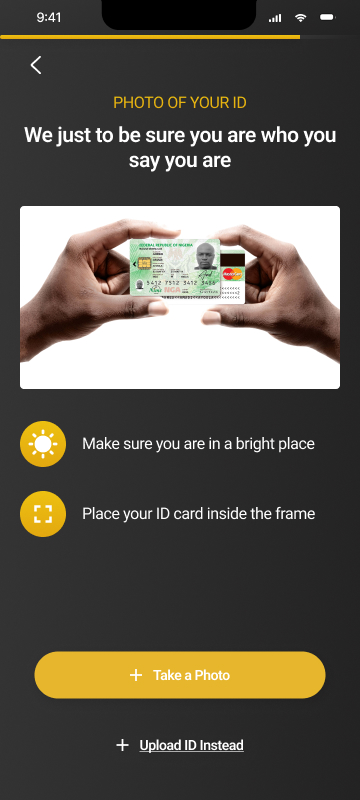 9:41
PHOTO OF YOUR ID
We just to be sure you are who you
say you are
FEDERAL REPUBLIC OF NIGERIA
5412 7512 3412 3456
NGA
MasterCard
Make sure you are in a bright place
Place your ID card inside the frame
Take a Photo
Upload ID Instead